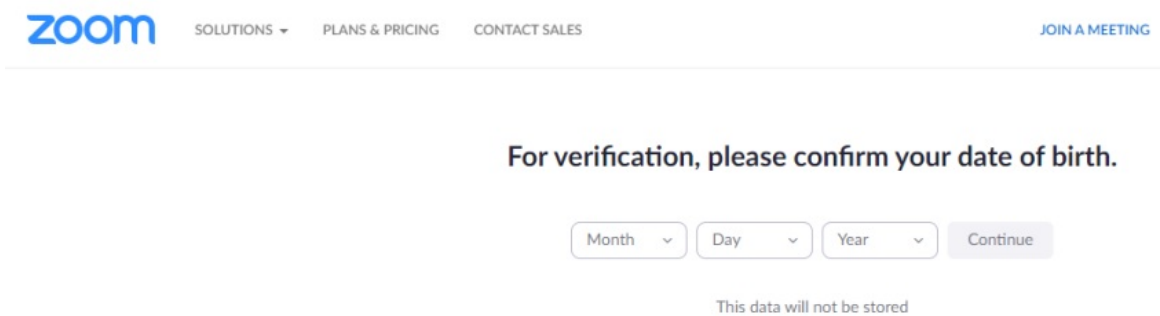 zoom SOLUTIONS PLANS & PRICING CONTACT SALES JOIN A MEETING
For verification, please confirm your date of birth.
Month Day Year Continue
This data will not be stored